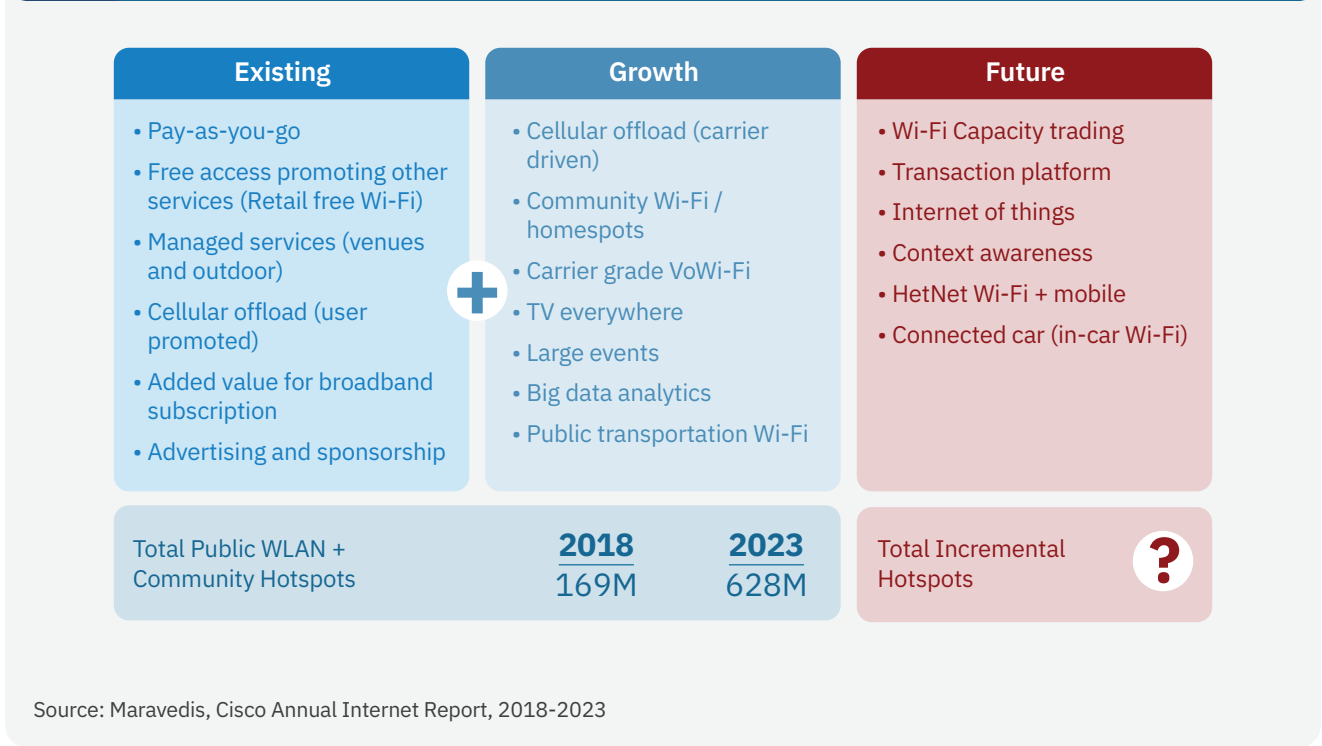 Existing
• Pay-as-you-go
• Free access promoting other
services (Retail free Wi-Fi)
• Managed services (venues
and outdoor)
• Cellular offload (user
promoted)
• Added value for broadband
subscription
• Advertising and sponsorship
+
Growth
• Cellular offload (carrier
driven)
• Community Wi-Fi /
homespots
• Carrier grade VoWi-Fi
• TV everywhere
• Large events
• Big data analytics
• Public transportation Wi-Fi
Future
• Wi-Fi Capacity trading
• Transaction platform
• Internet of things
• Context awareness
• HetNet Wi-Fi + mobile
• Connected car (in-car Wi-Fi)
Total Public WLAN +
Community Hotspots
2018
169M
2023
628M
Total Incremental
Hotspots
?
Source: Maravedis, Cisco Annual Internet Report, 2018-2023